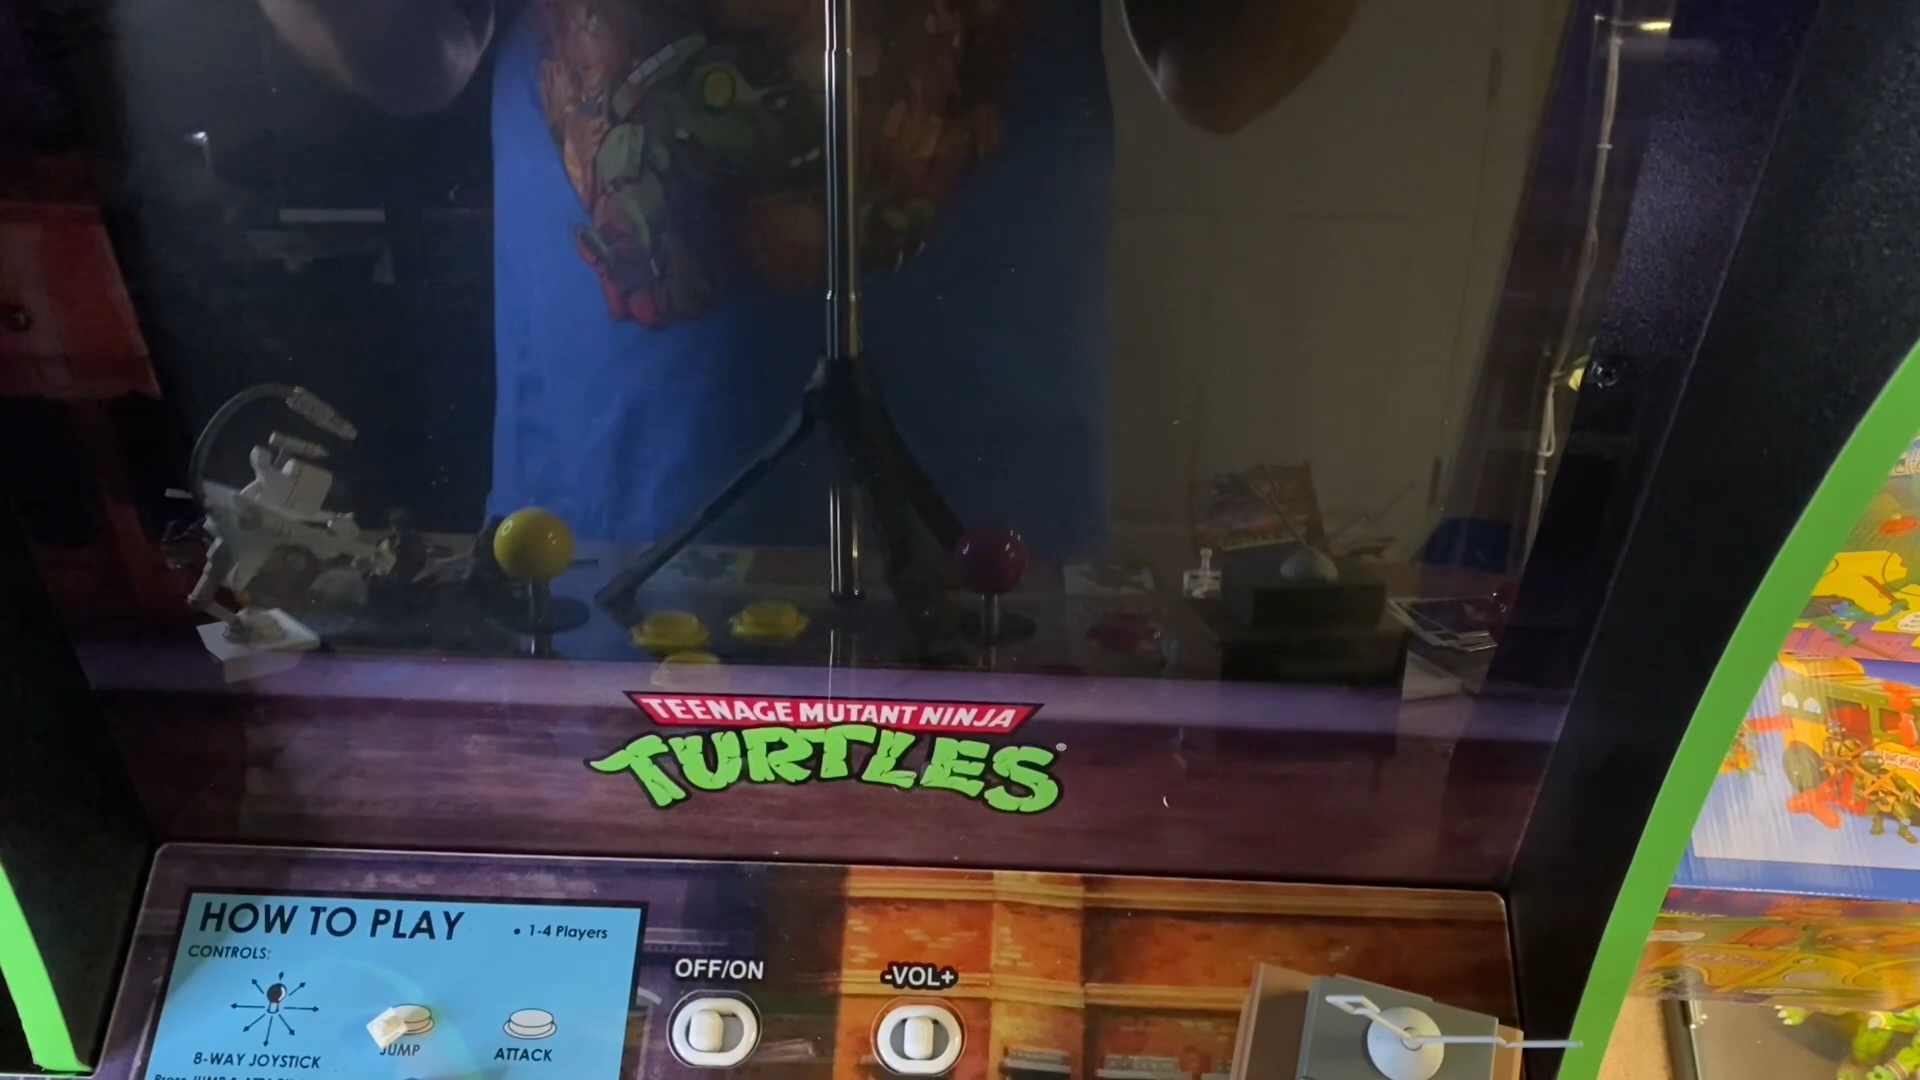 TEENAGE MUTANT NINJA
TURTLES®
HOW TO PLAY
• 1-4 Players
CONTROLS:
OFF/ON
-VOL+
8-WAY JOYSTICK
JUMP
ATTACK